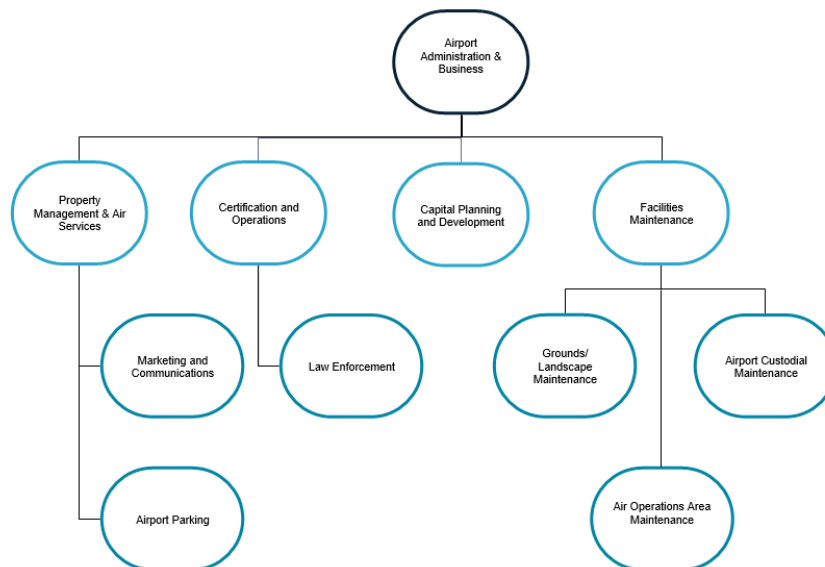 Airport
Administration &
Business
Property
Management & Air
Services
Certification and
Operations
Capital Planning
and Development
Facilities
Maintenance
Marketing and
Communications
Law Enforcement
Grounds/
Landscape
Maintenance
Airport Custodial
Maintenance
Airport Parking
Air Operations Area
Maintenance